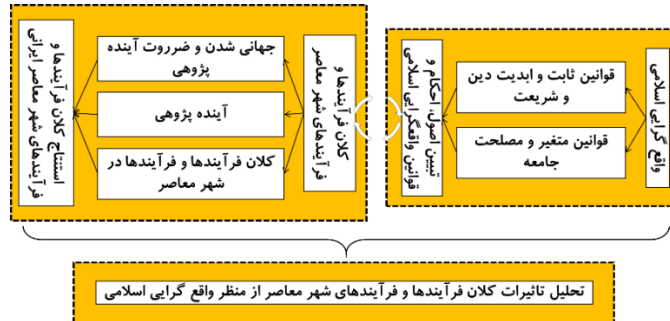 واقع گرایی اسلامی
قوانین ثابت و ابدیت دین
و شریعت
قوانین متغیر و مصلحت
جامعه
تبیین اصول، احکام و
قوانین واقعگرایی اسلامی
کلان فرآیندها و
فرآیندهای شهر معاصر
جهانی شدن و ضرروت آینده
پژوهی
آینده پژوهی
کلان فرآیندها و فرآیندها در
شهر معاصر
استنتاج کلان فرآیندها و
فرآیندهای شهر معاصر ایرانی
تحلیل تاثیرات کلان فرآیندها و فرآیندهای شهر معاصر از منظر واقع گرایی اسلامی